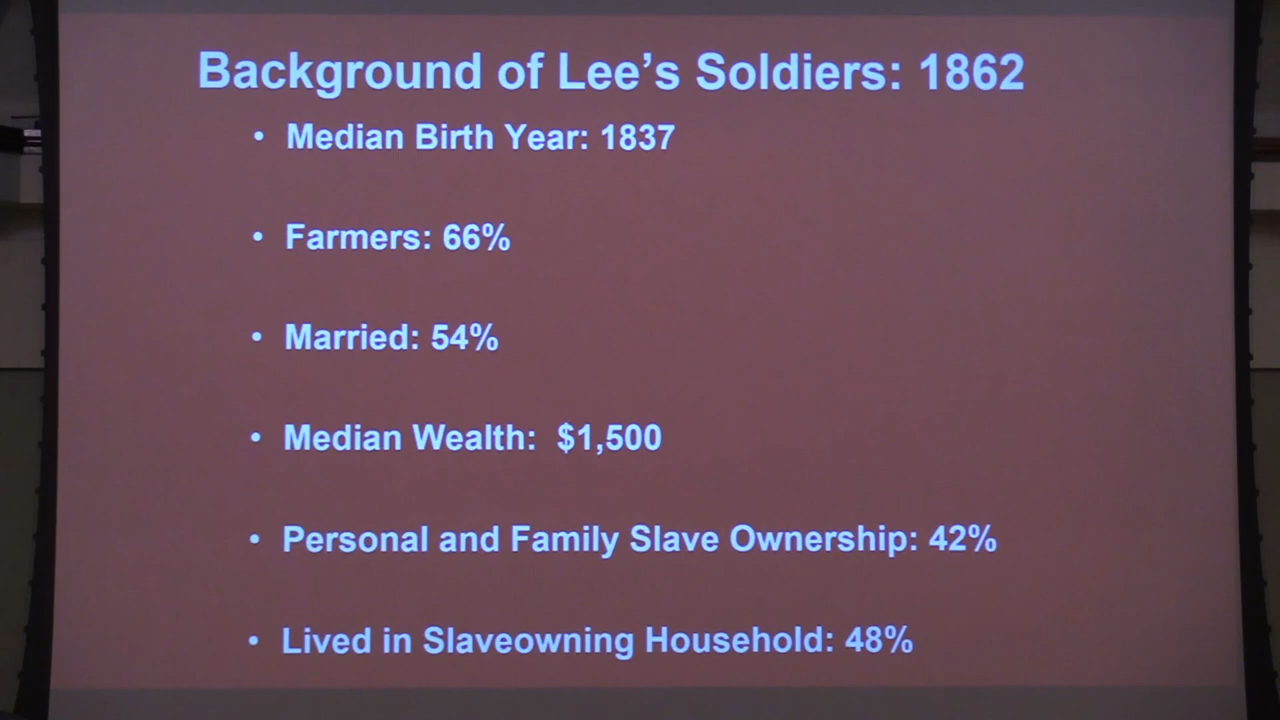 Background of Lee's Soldiers: 1862
• Median Birth Year: 1837
• Farmers: 66%
• Married: 54%
• Median Wealth: $1,500
• Personal and Family Slave Ownership: 42%
• Lived in Slaveowning Household: 48%